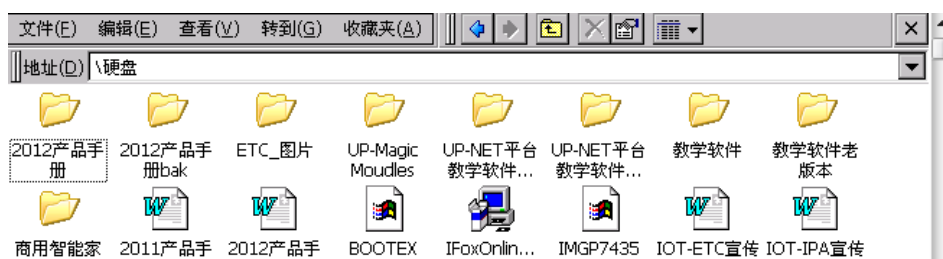 文件(F) 编辑(E) 查看(V) 转到(G) 收藏夹(A)
地址(D) \硬盘
2012产品手册
2012产品手册bak
ETC_图片
UP-Magic Moudles
UP-NET平台教学软件...
UP-NET平台教学软件...
教学软件
教学软件老版本
商用智能家
2011产品手
2012产品手
BOOTEX
IFoxOnlin...
IMGP7435
IOT-ETC宣传
IOT-IPA宣传